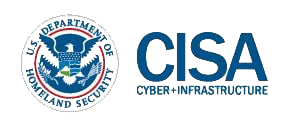 U.S. DEPARTMENT OF
HOMELAND SECURITY
CISA
CYBER+INFRASTRUCTURE